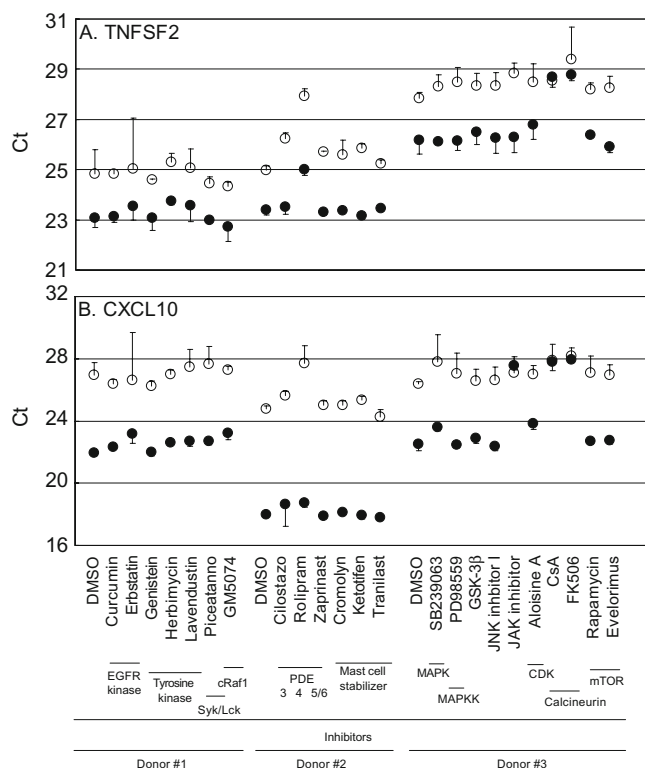 A. TNFSF2
Ct
31
29
27
25
23
21
B. CXCL10
Ct
32
28
24
20
16
DMSO
Curcumin
Erbstatin
Genistein
Herbimycin
Lavendustin
Piceatanno
GM5074
DMSO
Cilostazo
Rolipram
Zaprinast
Cromolyn
Ketotifen
Tranilast
DMSO
SB239063
PD98559
GSK-3β
JNK inhbitor I
JAK inhibitor
Aloisine A
CsA
FK506
Rapamycin
Evelorimus
EGFR
kinase
Tyrosine
kinase
Syk/Lck
cRaf1
PDE
3 4 5/6
Mast cell
stabilizer
MAPK
MAPKK
CDK
Calcineurin
mTOR
Inhibitors
Donor #1
Donor #2
Donor #3